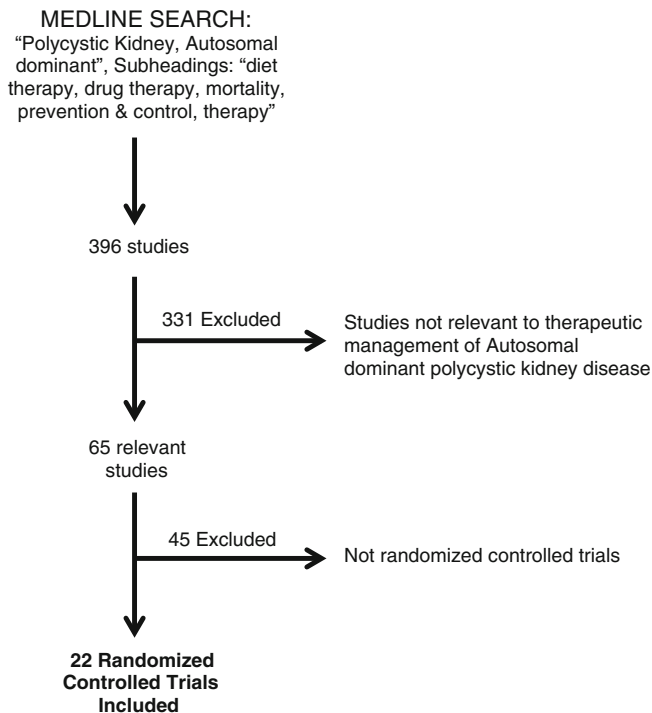 MEDLINE SEARCH:
“Polycystic Kidney, Autosomal
dominant”, Subheadings: “diet
therapy, drug therapy, mortality,
prevention & control, therapy”
396 studies
331 Excluded
Studies not relevant to therapeutic
management of Autosomal
dominant polycystic kidney disease
65 relevant
studies
45 Excluded
Not randomized controlled trials
22 Randomized
Controlled Trials
Included